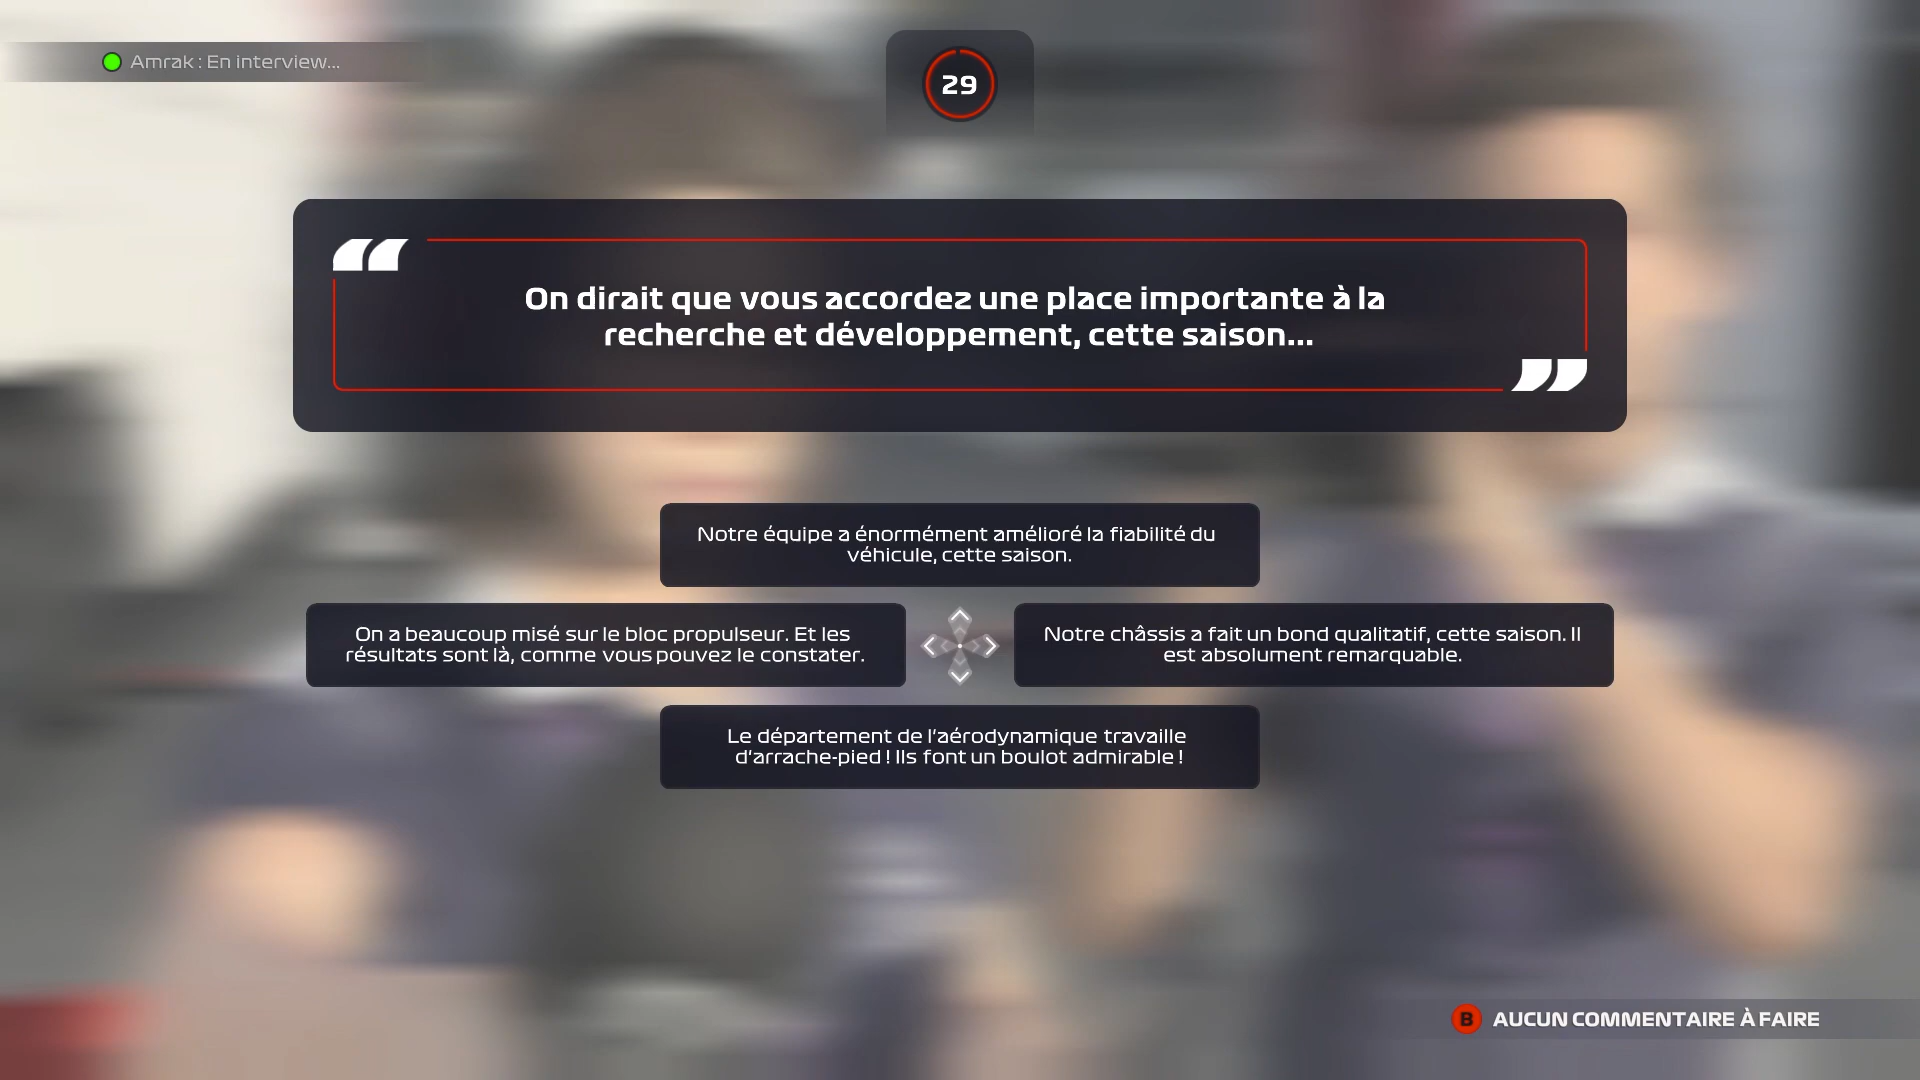 Amrak : En interview...
29
On dirait que vous accordez une place importante à la
recherche et développement, cette saison...
Notre équipe a énormément amélioré la fiabilité du
véhicule, cette saison.
On a beaucoup misé sur le bloc propulseur. Et les
résultats sont là, comme vous pouvez le constater.
Notre châssis a fait un bond qualitatif, cette saison. Il
est absolument remarquable.
Le département de l'aérodynamique travaille
d'arrache-pied ! Ils font un boulot admirable !
B AUCUN COMMENTAIRE À FAIRE